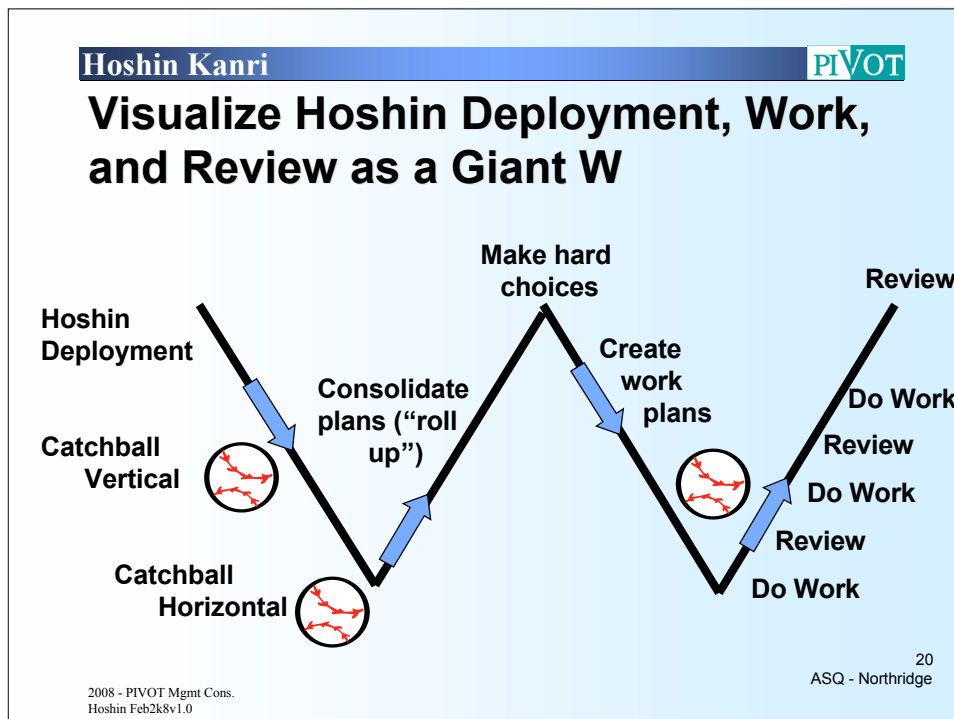 Hoshin Kanri
PIVOT
Visualize Hoshin Deployment, Work,
and Review as a Giant W
Make hard
choices
Review
Hoshin
Deployment
Create
work
plans
Consolidate
plans (“roll
up”)
Do Work
Catchball
Vertical
Review
Do Work
Review
Catchball
Horizontal
Do Work
20
ASQ - Northridge
2008 - PIVOT Mgmt Cons.
Hoshin Feb2k8v1.0